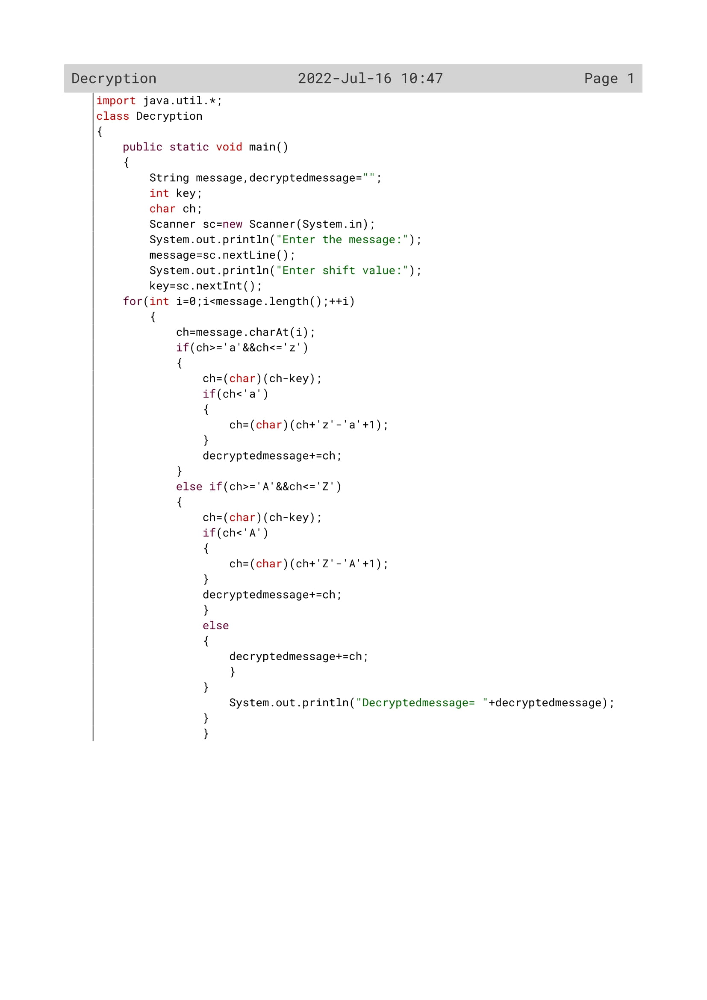 Decryption 2022-Jul-16 10:47 Page 1
import java.util.*;
class Decryption
{
    public static void main()
    {
        String message,decryptedmessage="";
        int key;
        char ch;
        Scanner sc=new Scanner(System.in);
        System.out.println("Enter the message:");
        message=sc.nextLine();
        System.out.println("Enter shift value:");
        key=sc.nextInt();
    for(int i=0;i<message.length();++i)
        {
            ch=message.charAt(i);
            if(ch>='a'&&ch<='z')
            {
                ch=(char)(ch-key);
                if(ch<'a')
                {
                    ch=(char)(ch+'z'-'a'+1);
                }
                decryptedmessage+=ch;
            }
            else if(ch>='A'&&ch<='Z')
            {
                ch=(char)(ch-key);
                if(ch<'A')
                {
                    ch=(char)(ch+'Z'-'A'+1);
                }
                decryptedmessage+=ch;
                }
                else
                {
                    decryptedmessage+=ch;
                    }
                }
                    System.out.println("Decryptedmessage= "+decryptedmessage);
                }
                }